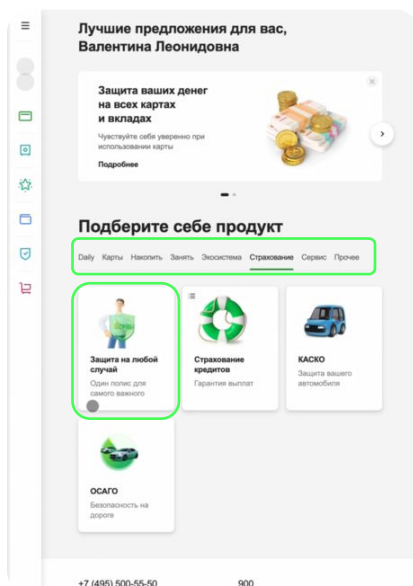 Лучшие предложения для вас,
Валентина Леонидовна
Защита ваших денег
на всех картах
и вкладах
Чувствуйте себя уверенно при
использовании карты
Подробнее
Подберите себе продукт
Daily Карты Накопить Занять Экосистема Страхование Сервис Прочее
Защита на любой
случай
Один полис для
самого важного
Страхование
кредитов
Гарантия выплат
КАСКО
Защита вашего
автомобиля
ОСАГО
Безопасность на
дороге
+7 (495) 500-55-50 900